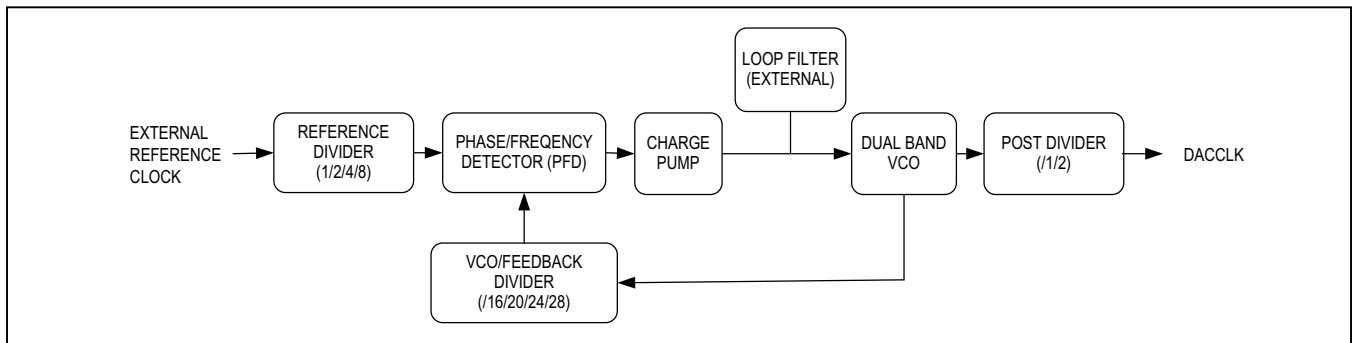 LOOP FILTER
(EXTERNAL)
EXTERNAL
REFERENCE
CLOCK
REFERENCE
DIVIDER
(1/2/4/8)
PHASE/FREQENCY
DETECTOR (PFD)
CHARGE
PUMP
DUAL BAND
VCO
POST DIVIDER
(/1/2)
DACCLK
VCO/FEEDBACK
DIVIDER
(/16/20/24/28)